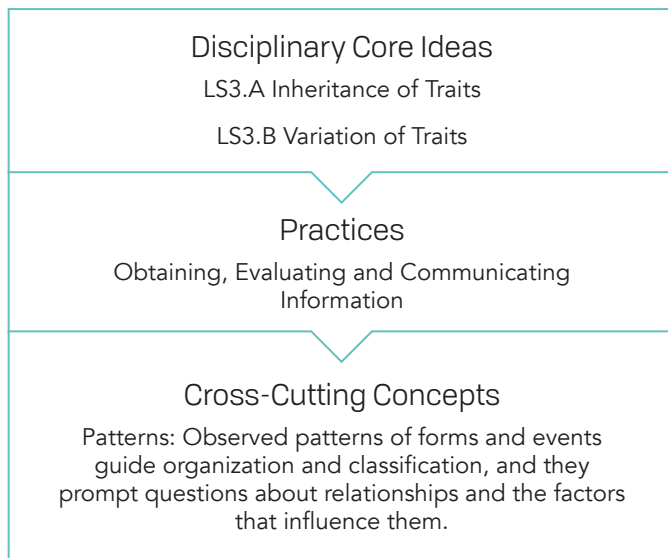 Disciplinary Core Ideas
LS3.A Inheritance of Traits
LS3.B Variation of Traits
Practices
Obtaining, Evaluating and Communicating
Information
Cross-Cutting Concepts
Patterns: Observed patterns of forms and events
guide organization and classification, and they
prompt questions about relationships and the factors
that influence them.